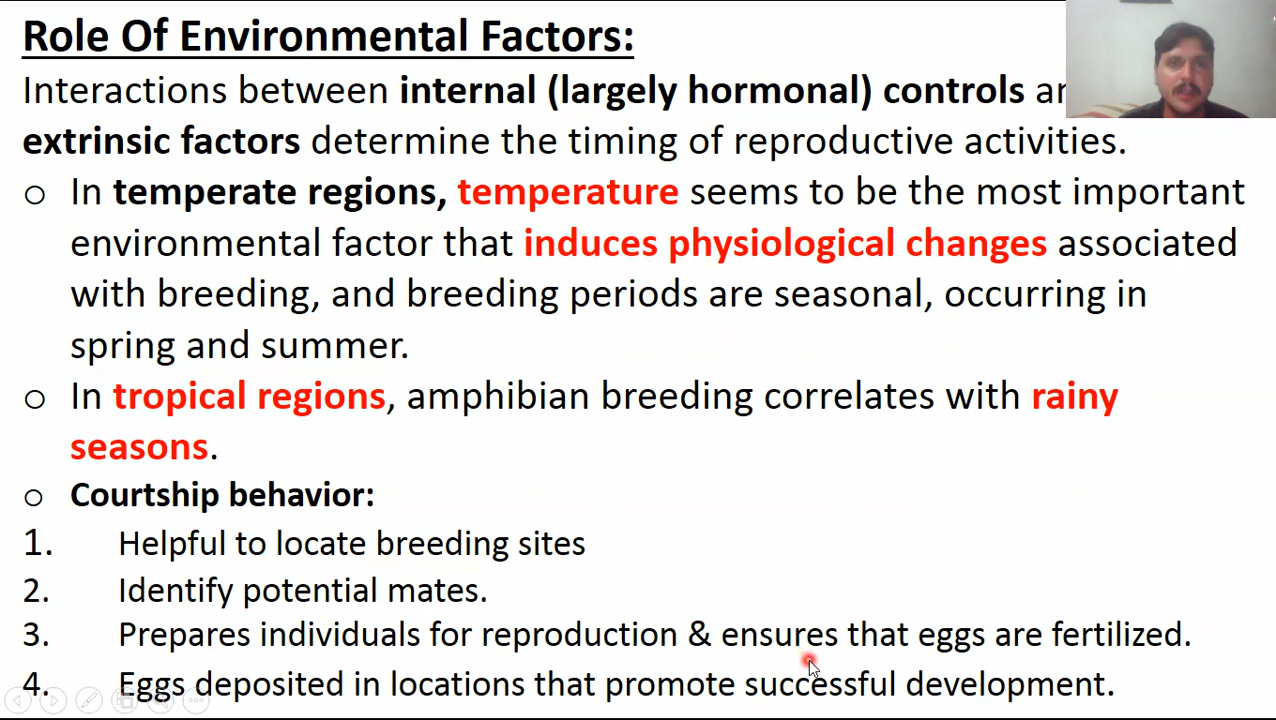 Role Of Environmental Factors:
Interactions between internal (largely hormonal) controls
extrinsic factors determine the timing of reproductive activities.
o In temperate regions, temperature seems to be the most important
environmental factor that induces physiological changes associated
with breeding, and breeding periods are seasonal, occurring in
spring and summer.
o In tropical regions, amphibian breeding correlates with rainy
seasons.
o Courtship behavior:
1. Helpful to locate breeding sites
2. Identify potential mates.
3. Prepares individuals for reproduction & ensures that eggs are fertilized.
4. Eggs deposited in locations that promote successful development.